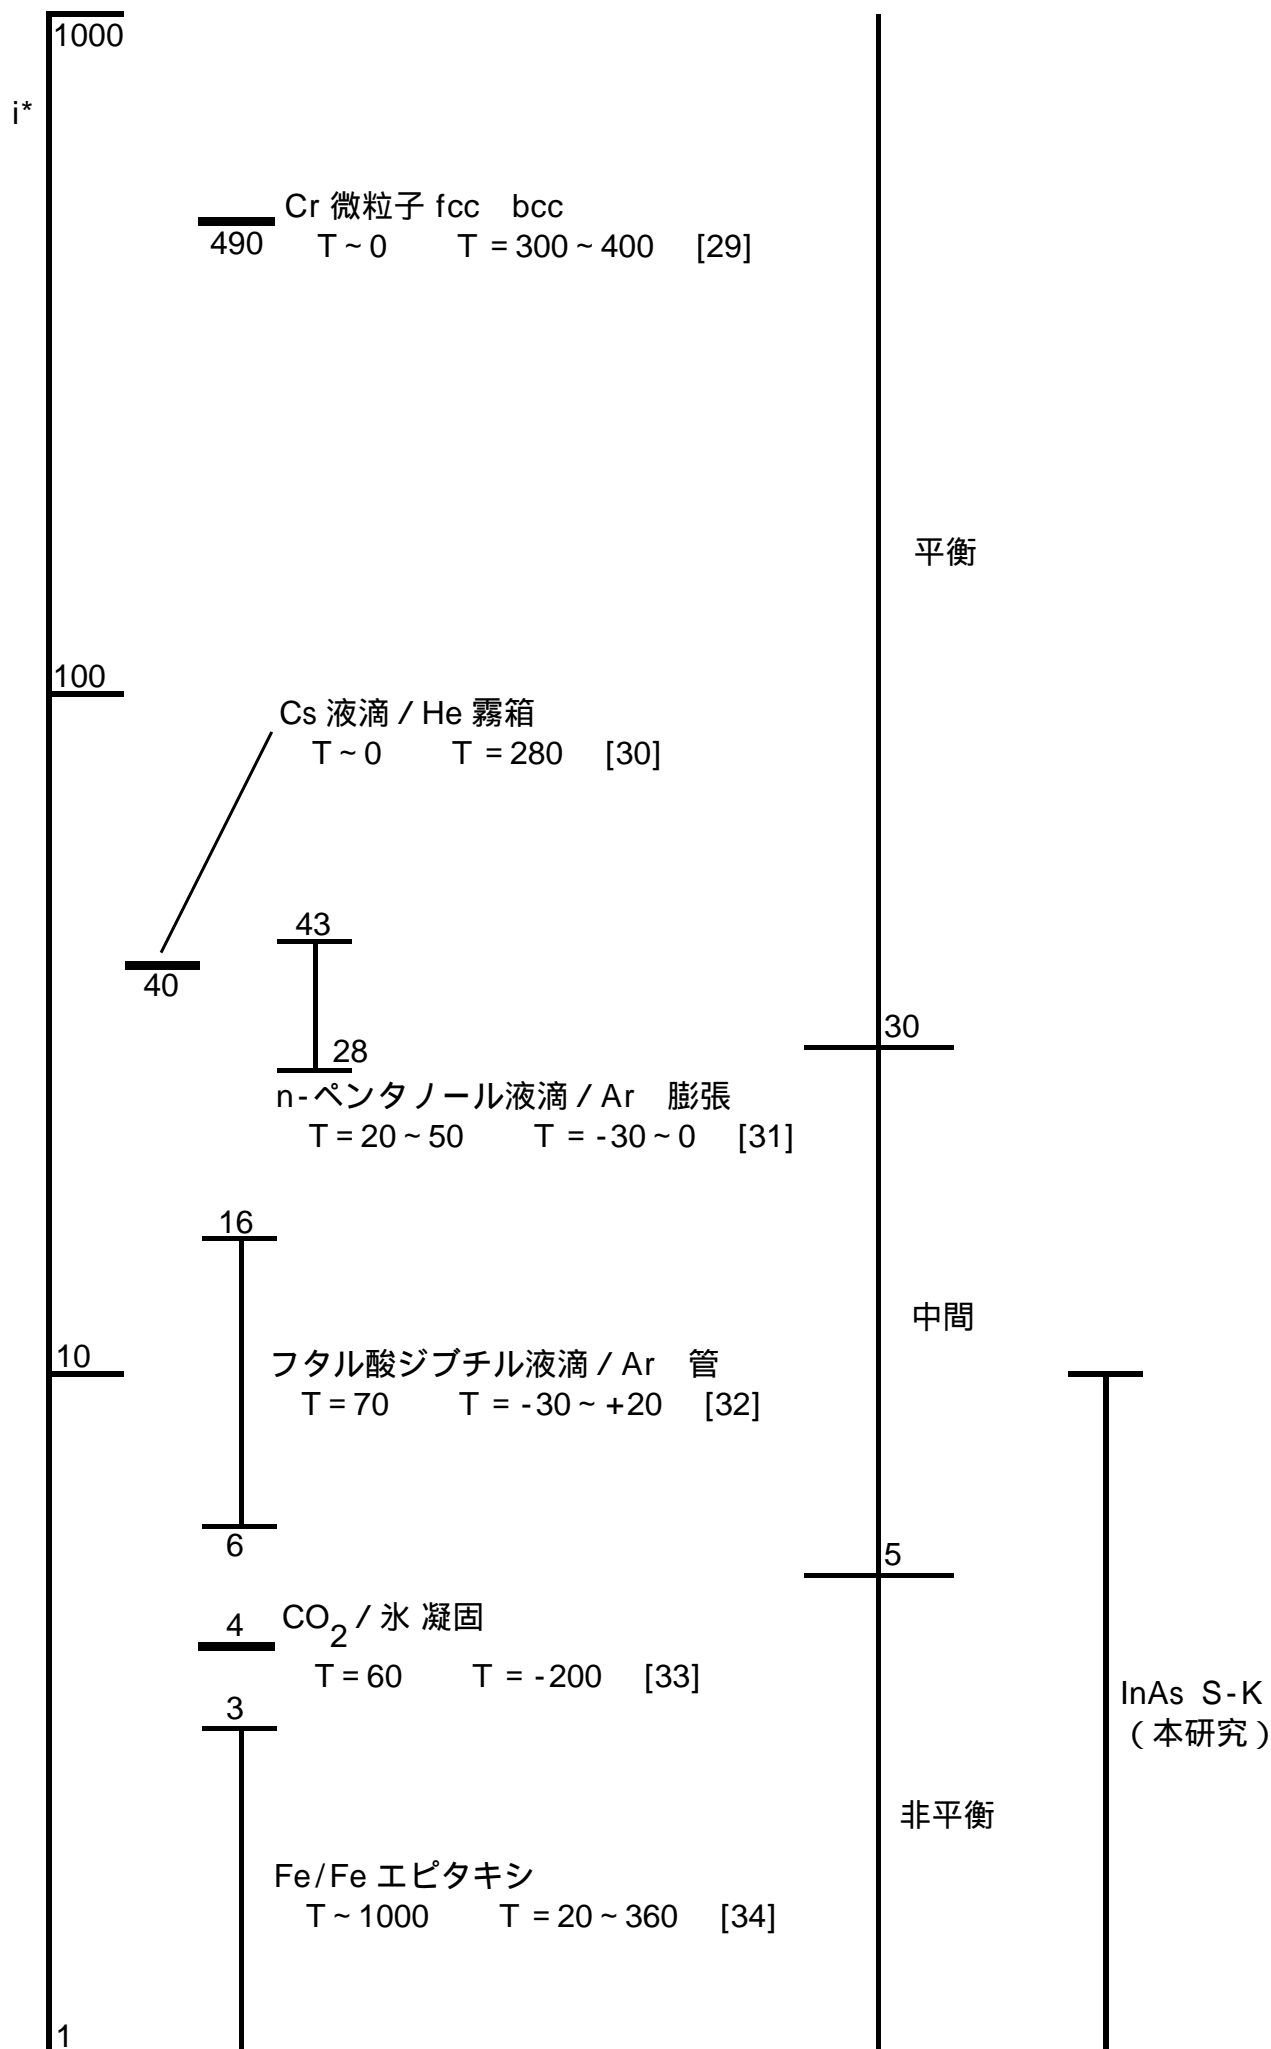 1000
i*
Cr 微粒子 fcc bcc
490
T ~ 0 T = 300 ~ 400 [29]
平衡
100
Cs 液滴 / He 霧箱
T ~ 0 T = 280 [30]
43
40
30
28
n-ペンタノール液滴 / Ar 膨張
T = 20 ~ 50 T = -30 ~ 0 [31]
16
中間
10
フタル酸ジブチル液滴 / Ar 管
T = 70 T = -30 ~ +20 [32]
6
5
4
CO2 / 氷 凝固
T = 60 T = -200 [33]
3
InAs S-K
(本研究)
非平衡
Fe/Fe エピタキシ
T ~ 1000 T = 20 ~ 360 [34]
1